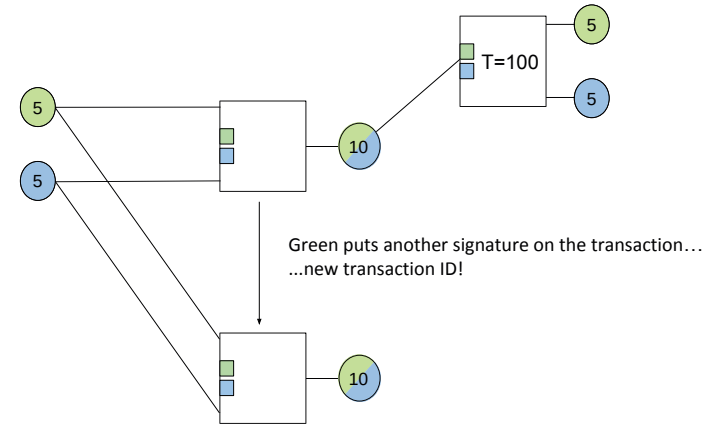 5
T=100
5
5
5
10
Green puts another signature on the transaction…
...new transaction ID!
10